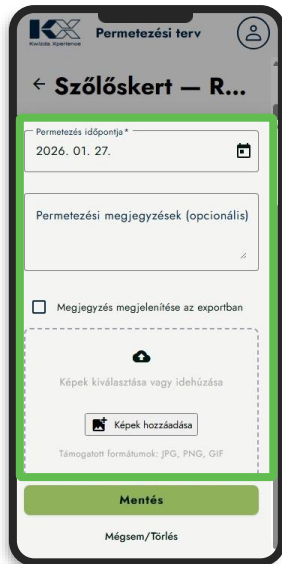 KX
Kwizda Xperience
Permetezési terv
← Szőlőskert — R...
Permetezés időpontja*
2026. 01. 27.
Permetezési megjegyzések (opcionális)
Megjegyzés megjelenítése az exportban
Képek kiválasztása vagy idehúzása
Képek hozzáadása
Támogatott formátumok: JPG, PNG, GIF
Mentés
Mégsem/Törlés